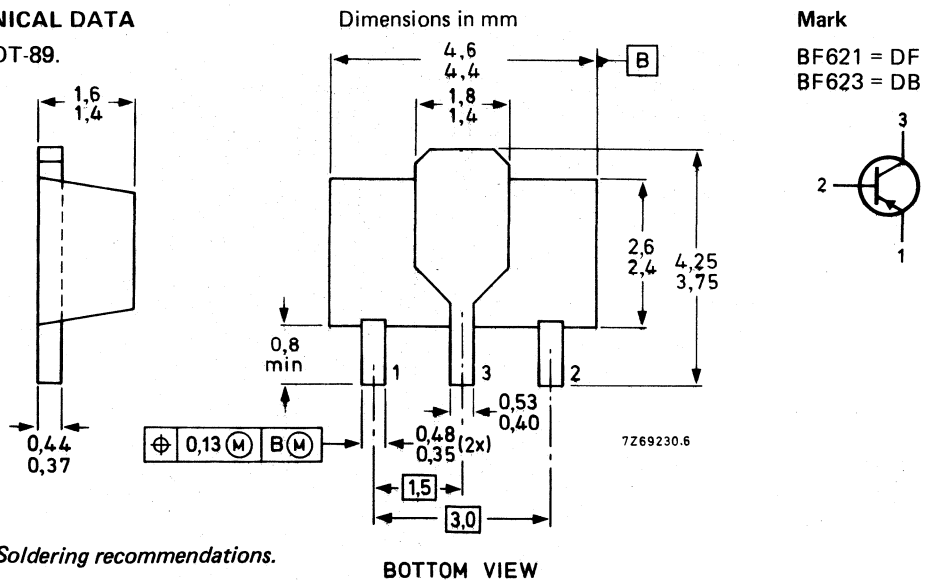 NICAL DATA
OT-89.
Dimensions in mm
Mark
BF621 = DF
BF623 = DB
4,6
4,4
B
1,8
1,4
1,6
1,4
3
2
1
2,6
2,4
4,25
3,75
0,8
min
1
3
2
0,53
0,40
0,44
0,37
⌖ 0,13 Ⓜ B Ⓜ
0,48
0,35 (2x)
7Z69230.6
1,5
3,0
Soldering recommendations.
BOTTOM VIEW